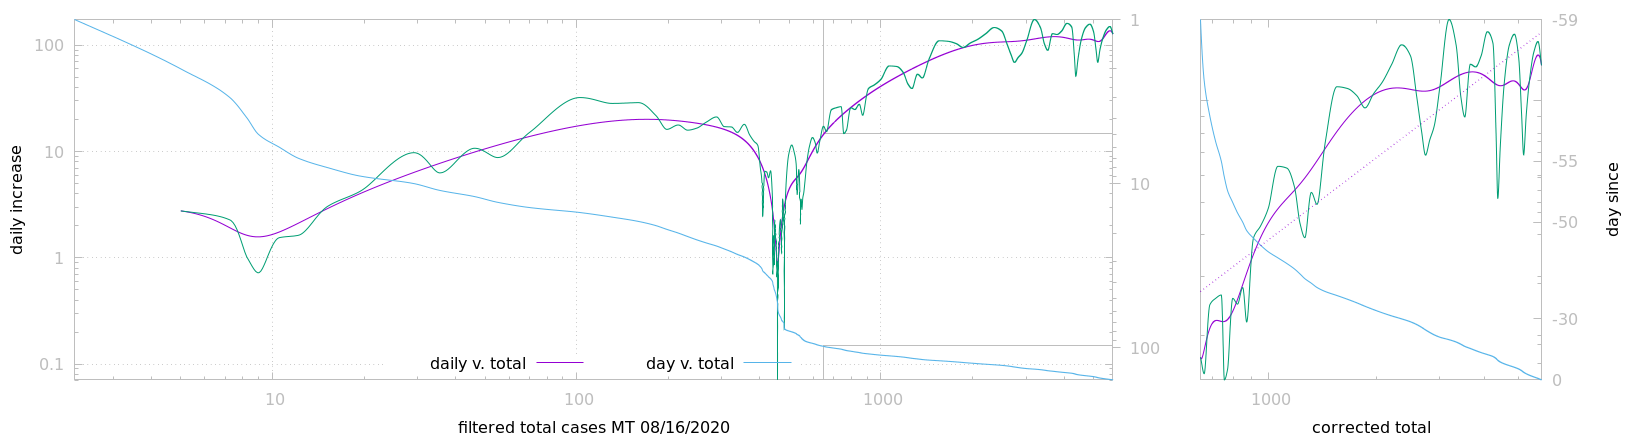 100
10
1
0.1
daily increase
10
100
1000
filtered total cases MT 08/16/2020
daily v. total
day v. total
1
10
100
1000
corrected total
-59
-55
-50
-30
0
day since